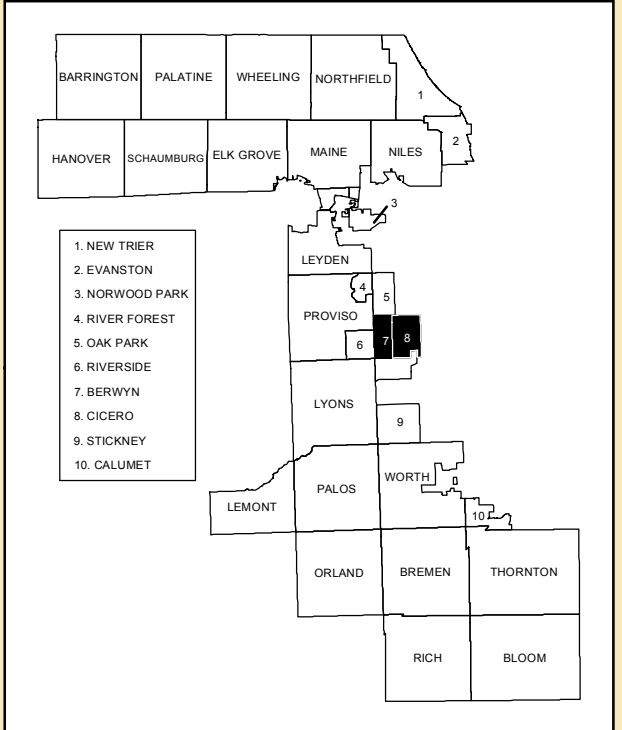 BARRINGTON PALATINE WHEELING NORTHFIELD
1
2
HANOVER SCHAUMBURG ELK GROVE MAINE NILES
3
1. NEW TRIER
2. EVANSTON
3. NORWOOD PARK
4. RIVER FOREST
5. OAK PARK
6. RIVERSIDE
7. BERWYN
8. CICERO
9. STICKNEY
10. CALUMET
LEYDEN
4
5
PROVISO
6
7
8
LYONS
9
WORTH
PALOS
LEMONT
10
ORLAND BREMEN THORNTON
RICH BLOOM